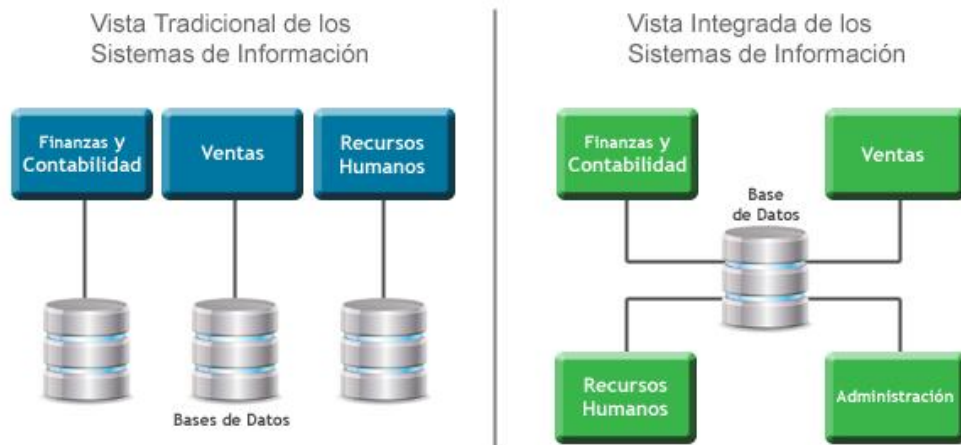 Vista Tradicional de los
Sistemas de Información
Finanzas y
Contabilidad
Ventas
Recursos
Humanos
Bases de Datos
Vista Integrada de los
Sistemas de Información
Finanzas y
Contabilidad
Ventas
Base
de Datos
Recursos
Humanos
Administración